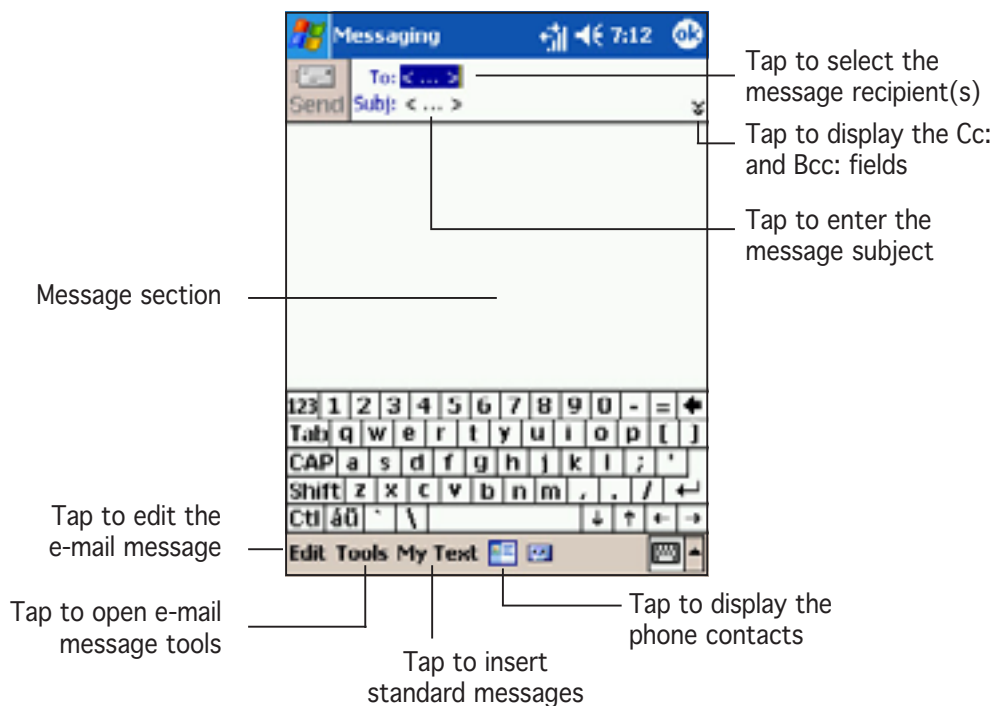 Messaging 7:12 ok
To: < ... >
Send Subj: < ... >
Tap to select the
message recipient(s)
Tap to display the Cc:
and Bcc: fields
Tap to enter the
message subject
Message section
123 1 2 3 4 5 6 7 8 9 0 - =
Tab q w e r t y u i o p [ ]
CAP a s d f g h j k l ; '
Shift z x c v b n m , . / ↵
Ctl áü ` \ ↓ ↑ ← →
Edit Tools My Text
Tap to edit the
e-mail message
Tap to open e-mail
message tools
Tap to insert
standard messages
Tap to display the
phone contacts